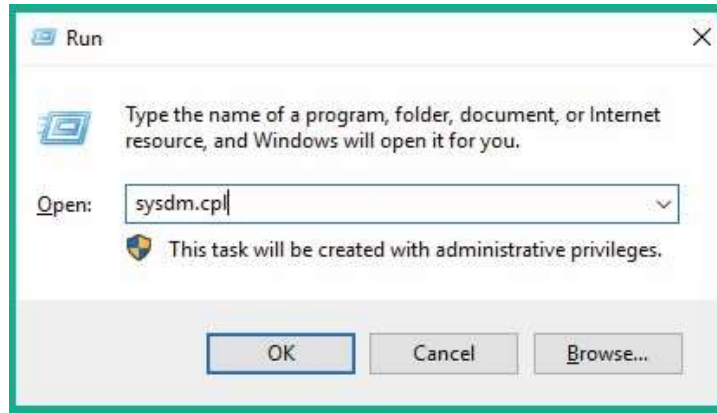 Run
Type the name of a program, folder, document, or Internet
resource, and Windows will open it for you.
Open: sysdm.cpl
This task will be created with administrative privileges.
OK Cancel Browse...